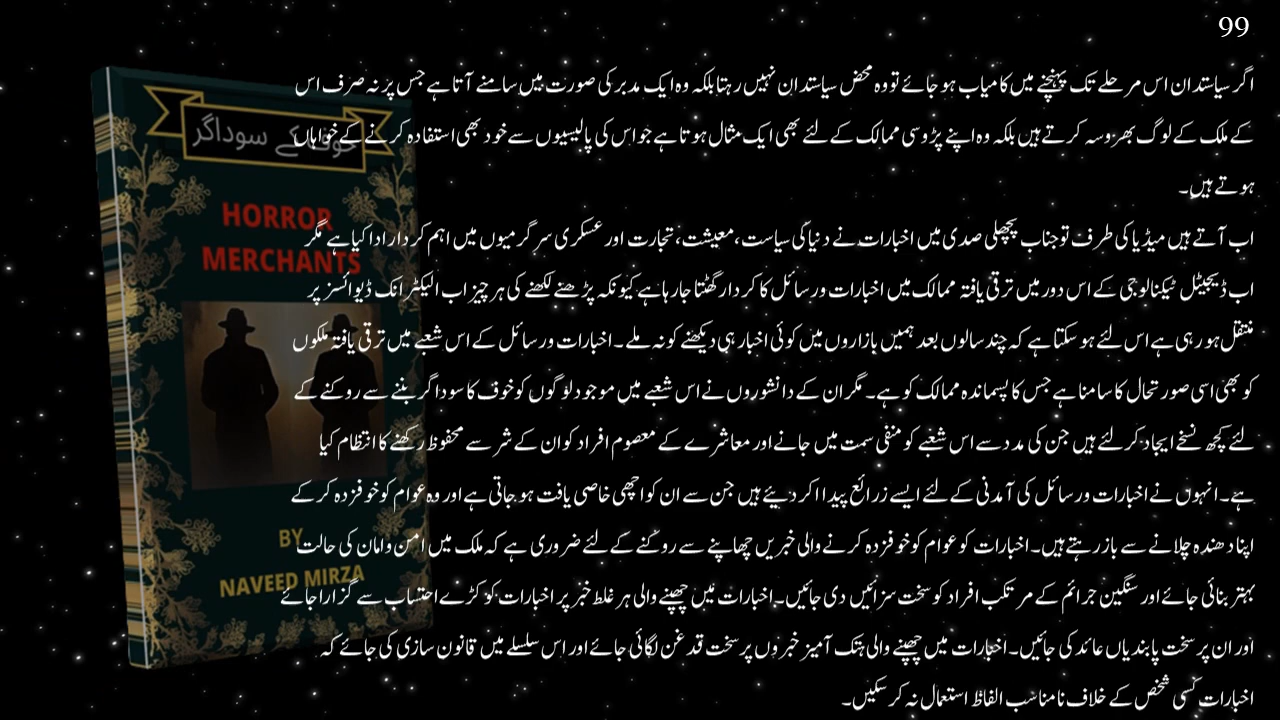 99
اگر سیاستدان اس مرحلے تک پہنچنے میں کامیاب ہو جائے تو وہ محض سیاستدان نہیں رہتا بلکہ وہ ایک مدبر کی صورت میں سامنے آتا ہے جس پر نہ صرف اس
کے ملک کے لوگ بھروسہ کرتے ہیں بلکہ وہ اپنے پڑوسی ممالک کے لئے بھی ایک مثال ہوتا ہے جو اس کی پالیسیوں سے خود بھی استفادہ کرنے کے خواہاں
ہوتے ہیں۔
اب آتے ہیں میڈیا کی طرف تو جناب پچھلی صدی میں اخبارات نے دنیا کی سیاست، معیشت، تجارت اور عسکری سرگرمیوں میں اہم کردار ادا کیا ہے مگر
اب ڈیجیٹل ٹیکنالوجی کے اس دور میں ترقی یافتہ ممالک میں اخبارات ورسائل کا کردار گھٹتا جا رہا ہے کیونکہ پڑھنے لکھنے کی ہر چیز اب الیکٹرانک ڈیوائسز پر
منتقل ہو رہی ہے اس لئے ہو سکتا ہے کہ چند سالوں بعد ہمیں بازاروں میں کوئی اخبار ہی دیکھنے کو نہ ملے۔ اخبارات ورسائل کے اس شعبے میں ترقی یافتہ ملکوں
کو بھی اسی صورتحال کا سامنا ہے جس کا پسماندہ ممالک کو ہے۔ مگر ان کے دانشوروں نے اس شعبے میں موجود لوگوں کو خوف کا سوداگر بننے سے روکنے کے
لئے کچھ نسخے ایجاد کر لئے ہیں جن کی مدد سے اس شعبے کو منفی سمت میں جانے اور معاشرے کے معصوم افراد کو ان کے شر سے محفوظ رکھنے کا انتظام کیا
ہے۔ انہوں نے اخبارات ورسائل کی آمدنی کے لئے ایسے زرائع پیدا اکر دیئے ہیں جن سے ان کو اچھی خاصی یافت ہو جاتی ہے اور وہ عوام کو خوفزدہ کر کے
اپنا دھندہ چلانے سے باز رہتے ہیں۔ اخبارات کو عوام کو خوفزدہ کرنے والی خبریں چھاپنے سے روکنے کے لئے ضروری ہے کہ ملک میں امن وامان کی حالت
بہتر بنائی جائے اور سنگین جرائم کے مرتکب افراد کو سخت سزائیں دی جائیں۔ اخبارات میں چھپنے والی ہر غلط خبر پر اخبارات کو کڑے احتساب سے گزارا جائے
اور ان پر سخت پابندیاں عائد کی جائیں۔ اخبارات میں چھپنے والی ہتک آمیز خبروں پر سخت قدغن لگائی جائے اور اس سلسلے میں قانون سازی کی جائے کہ
اخبارات کسی شخص کے خلاف نامناسب الفاظ استعمال نہ کر سکیں۔
خوف کے سوداگر
HORROR
MERCHANTS
BY
NAVEED MIRZA